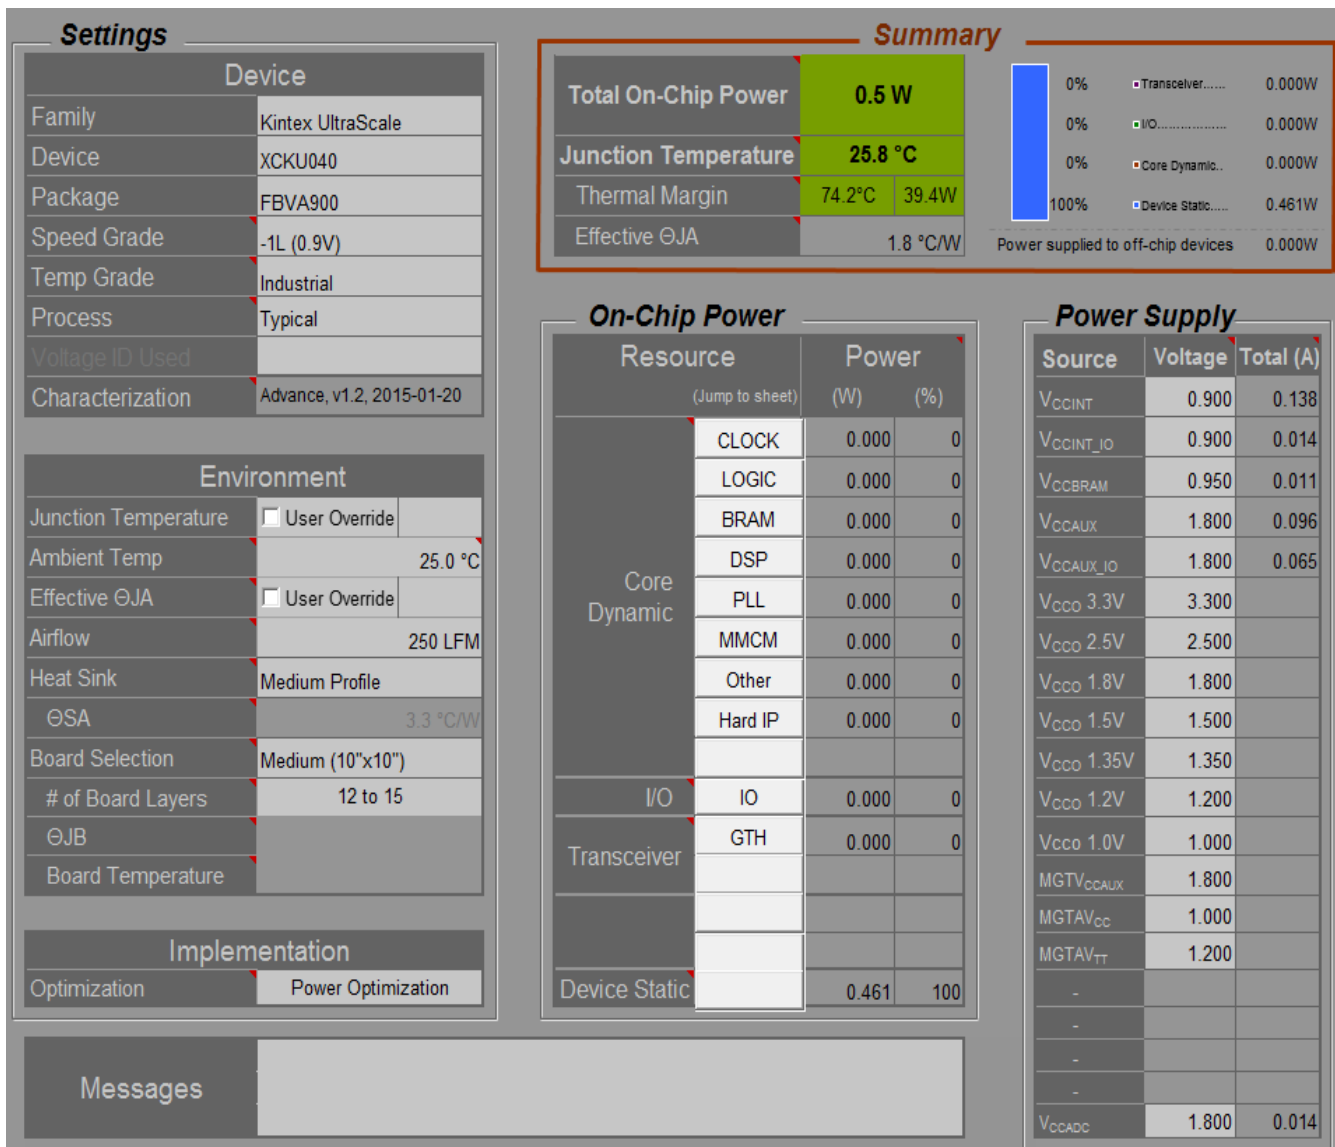 Settings
Device
Family Kintex UltraScale
Device XCKU040
Package FBVA900
Speed Grade -1L (0.9V)
Temp Grade Industrial
Process Typical
Voltage ID Used
Characterization Advance, v1.2, 2015-01-20
Environment
Junction Temperature User Override
Ambient Temp 25.0 °C
Effective ΘJA User Override
Airflow 250 LFM
Heat Sink Medium Profile
ΘSA 3.3 °C/W
Board Selection Medium (10"x10")
# of Board Layers 12 to 15
ΘJB
Board Temperature
Implementation
Optimization Power Optimization
Summary
Total On-Chip Power 0.5 W
Junction Temperature 25.8 °C
Thermal Margin 74.2°C 39.4W
Effective ΘJA 1.8 °C/W
0% Transceiver...... 0.000W
0% I/O.................. 0.000W
0% Core Dynamic.. 0.000W
100% Device Static..... 0.461W
Power supplied to off-chip devices 0.000W
On-Chip Power
Resource Power
(Jump to sheet) (W) (%)
Core Dynamic
CLOCK 0.000 0
LOGIC 0.000 0
BRAM 0.000 0
DSP 0.000 0
PLL 0.000 0
MMCM 0.000 0
Other 0.000 0
Hard IP 0.000 0
I/O IO 0.000 0
Transceiver GTH 0.000 0
Device Static 0.461 100
Power Supply
Source Voltage Total (A)
VCCINT 0.900 0.138
VCCINT_IO 0.900 0.014
VCCBRAM 0.950 0.011
VCCAUX 1.800 0.096
VCCAUX_IO 1.800 0.065
VCCO 3.3V 3.300
VCCO 2.5V 2.500
VCCO 1.8V 1.800
VCCO 1.5V 1.500
VCCO 1.35V 1.350
VCCO 1.2V 1.200
Vcco 1.0V 1.000
MGTVCCAUX 1.800
MGTAVCC 1.000
MGTAVTT 1.200
-
-
-
-
VCCADC 1.800 0.014
Messages